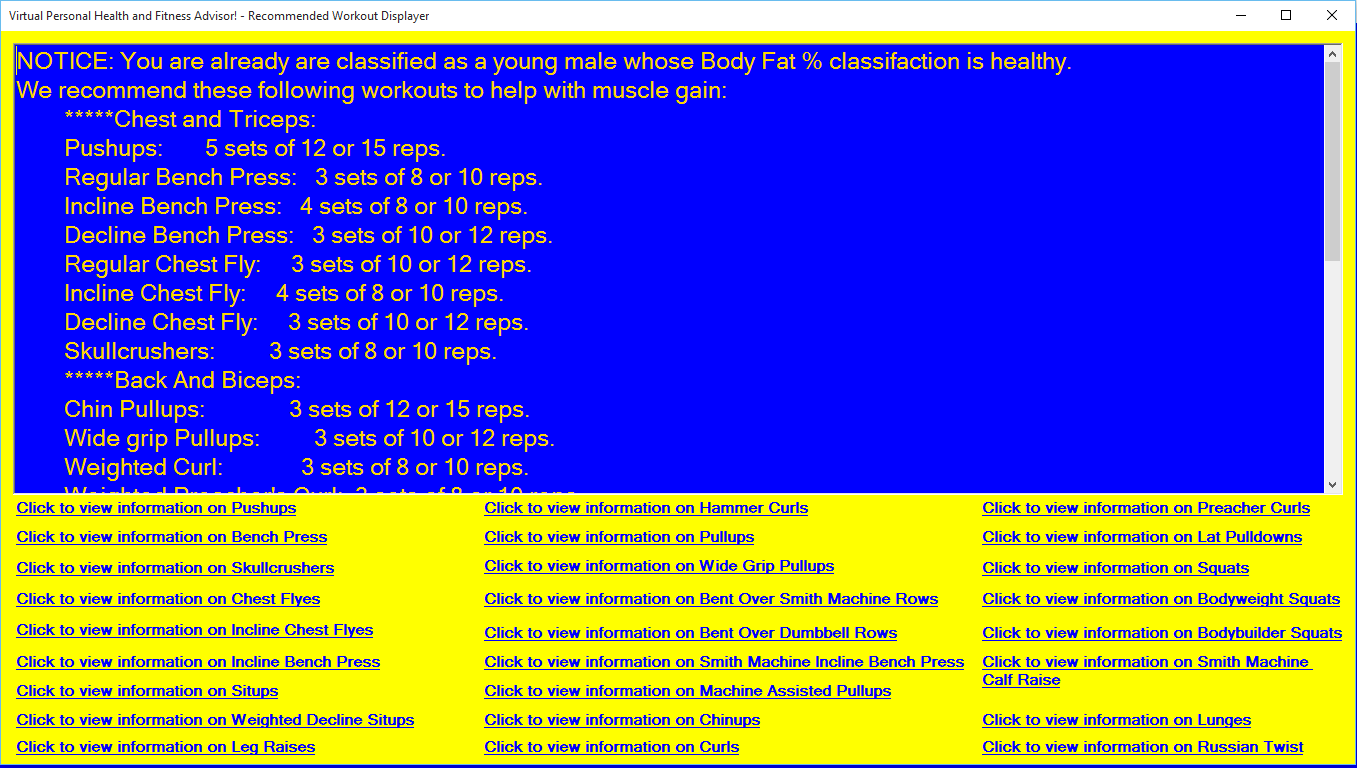 Virtual Personal Health and Fitness Advisor! - Recommended Workout Displayer
NOTICE: You are already are classified as a young male whose Body Fat % classifaction is healthy.
We recommend these following workouts to help with muscle gain:
*****Chest and Triceps:
Pushups: 5 sets of 12 or 15 reps.
Regular Bench Press: 3 sets of 8 or 10 reps.
Incline Bench Press: 4 sets of 8 or 10 reps.
Decline Bench Press: 3 sets of 10 or 12 reps.
Regular Chest Fly: 3 sets of 10 or 12 reps.
Incline Chest Fly: 4 sets of 8 or 10 reps.
Decline Chest Fly: 3 sets of 10 or 12 reps.
Skullcrushers: 3 sets of 8 or 10 reps.
*****Back And Biceps:
Chin Pullups: 3 sets of 12 or 15 reps.
Wide grip Pullups: 3 sets of 10 or 12 reps.
Weighted Curl: 3 sets of 8 or 10 reps.
Weighted Preacher's Curl: 3 sets of 8 or 10 reps.
Click to view information on Pushups
Click to view information on Bench Press
Click to view information on Skullcrushers
Click to view information on Chest Flyes
Click to view information on Incline Chest Flyes
Click to view information on Incline Bench Press
Click to view information on Situps
Click to view information on Weighted Decline Situps
Click to view information on Leg Raises
Click to view information on Hammer Curls
Click to view information on Pullups
Click to view information on Wide Grip Pullups
Click to view information on Bent Over Smith Machine Rows
Click to view information on Bent Over Dumbbell Rows
Click to view information on Smith Machine Incline Bench Press
Click to view information on Machine Assisted Pullups
Click to view information on Chinups
Click to view information on Curls
Click to view information on Preacher Curls
Click to view information on Lat Pulldowns
Click to view information on Squats
Click to view information on Bodyweight Squats
Click to view information on Bodybuilder Squats
Click to view information on Smith Machine
Calf Raise
Click to view information on Lunges
Click to view information on Russian Twist